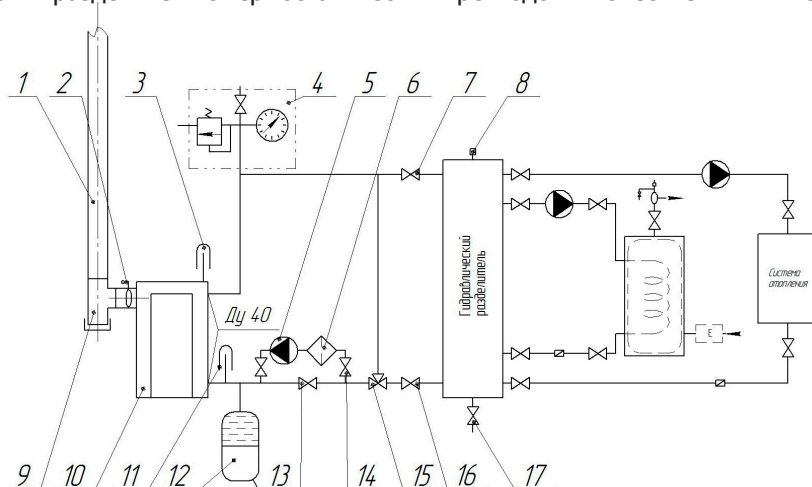 1 2 3 4 5 6 7 8
Гидравлический
разделитель
Система
отопления
Ду 40
E
9 10 11 12 13 14 15 16 17